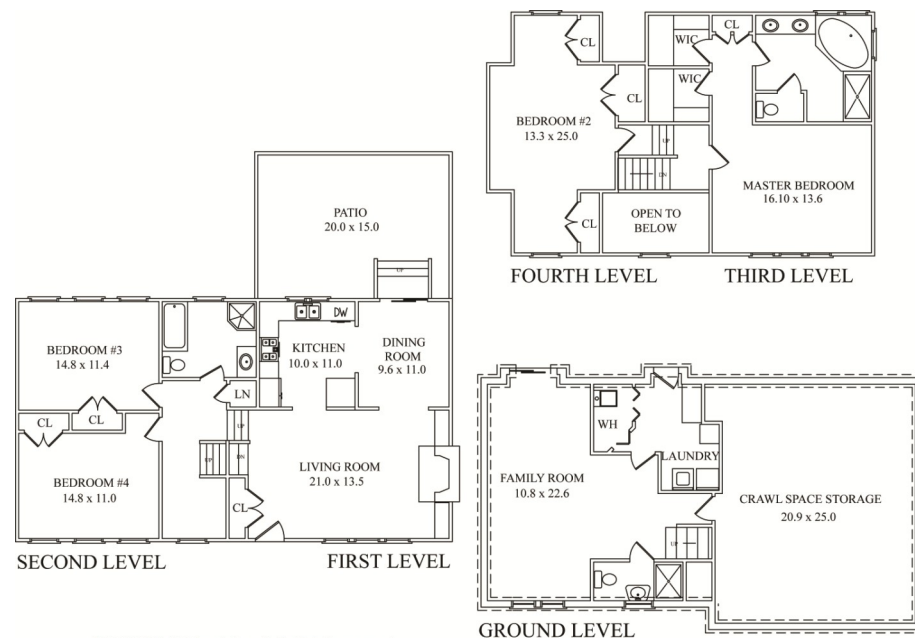 CL
WIC
CL
WIC
CL
BEDROOM #2
13.3 x 25.0
UP
DN
MASTER BEDROOM
16.10 x 13.6
CL
OPEN TO
BELOW
FOURTH LEVEL
THIRD LEVEL
PATIO
20.0 x 15.0
UP
DW
BEDROOM #3
14.8 x 11.4
KITCHEN
10.0 x 11.0
DINING
ROOM
9.6 x 11.0
LN
CL
CL
UP
UP
DN
BEDROOM #4
14.8 x 11.0
LIVING ROOM
21.0 x 13.5
CL
SECOND LEVEL
FIRST LEVEL
WH
LAUNDRY
FAMILY ROOM
10.8 x 22.6
CRAWL SPACE STORAGE
20.9 x 25.0
UP
GROUND LEVEL